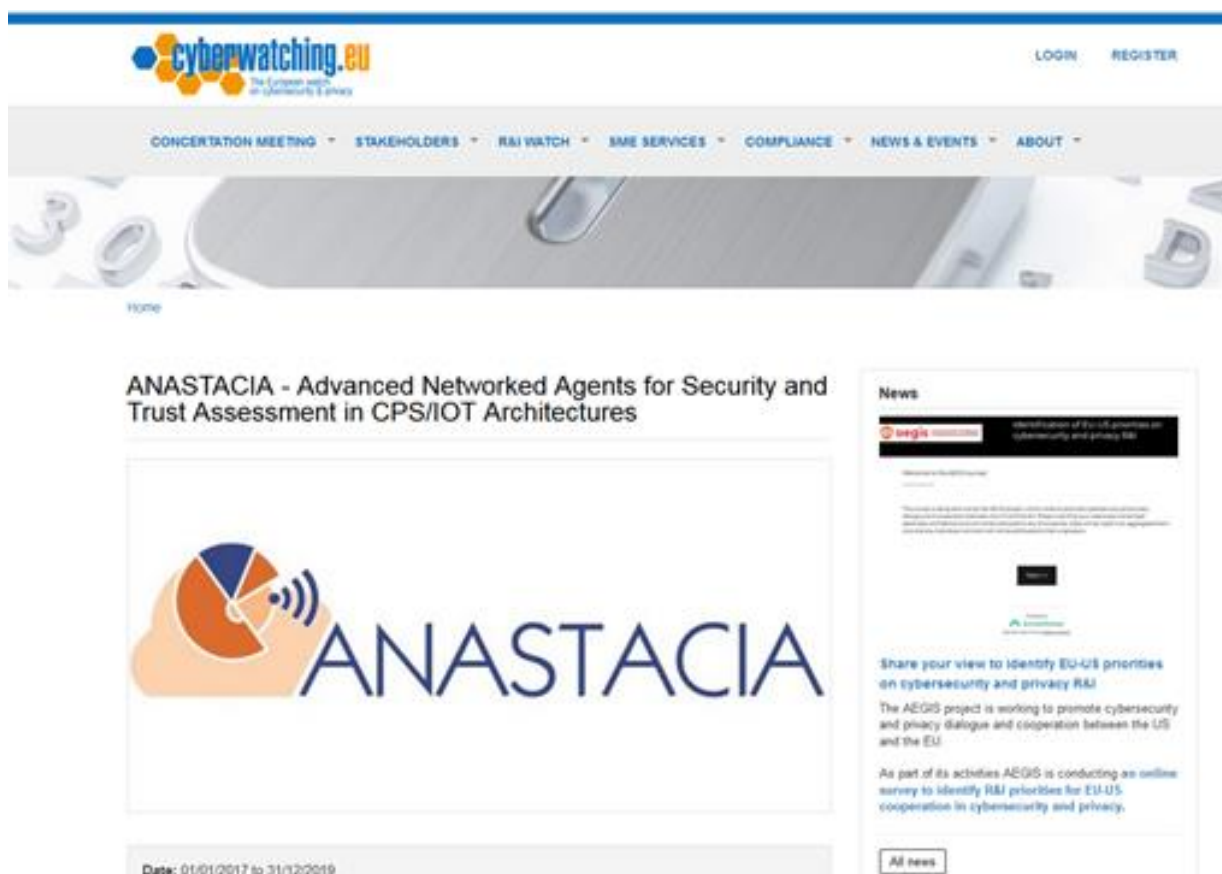 cyberwatching.eu
The European watch
on cybersecurity & privacy
LOGIN REGISTER
CONCERTATION MEETING STAKEHOLDERS R&I WATCH SME SERVICES COMPLIANCE NEWS & EVENTS ABOUT
Home
ANASTACIA - Advanced Networked Agents for Security and
Trust Assessment in CPS/IOT Architectures
ANASTACIA
Date: 01/01/2017 to 31/12/2019
News
aegis
Identification of EU-US priorities on
cybersecurity and privacy R&I
Share your view to identify EU-US priorities
on cybersecurity and privacy R&I
The AEGIS project is working to promote cybersecurity
and privacy dialogue and cooperation between the US
and the EU.
As part of its activities AEGIS is conducting an online
survey to identify R&I priorities for EU-US
cooperation in cybersecurity and privacy.
All news